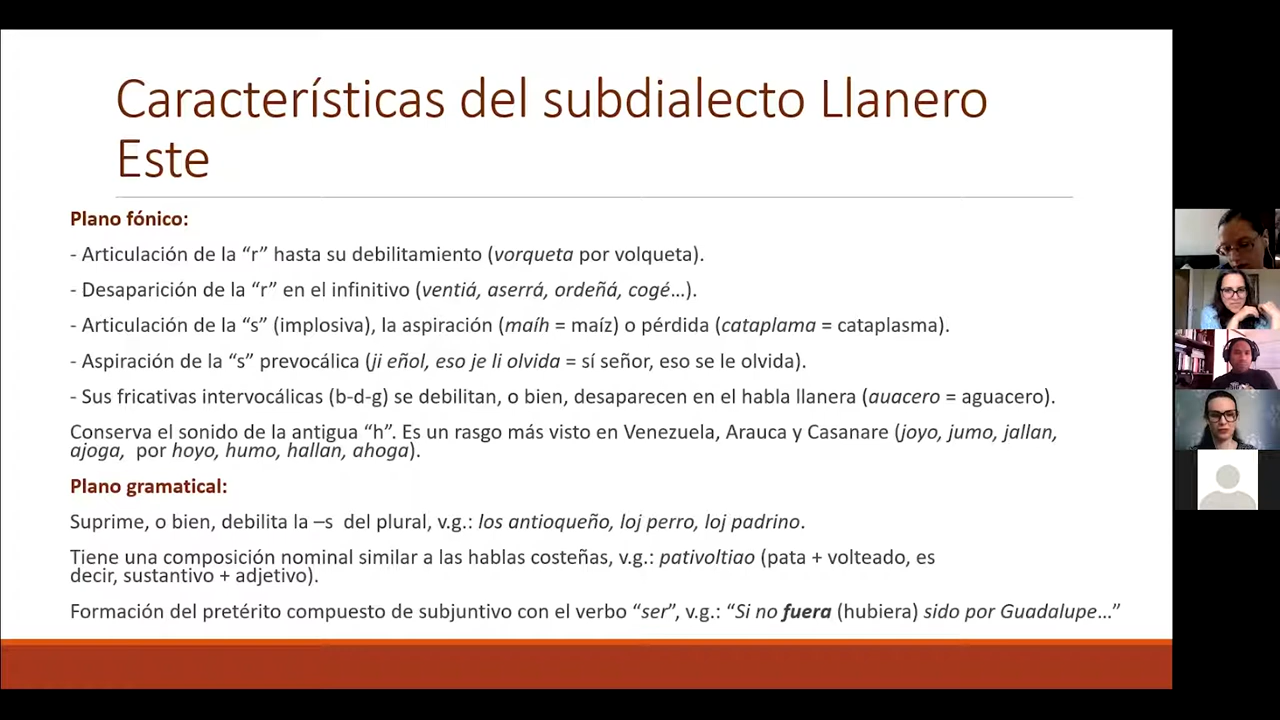 Características del subdialecto Llanero
Este
Plano fónico:
- Articulación de la “r” hasta su debilitamiento (vorqueta por volqueta).
- Desaparición de la “r” en el infinitivo (ventiá, aserrá, ordeñá, cogé…).
- Articulación de la “s” (implosiva), la aspiración (maíh = maíz) o pérdida (cataplama = cataplasma).
- Aspiración de la “s” prevocálica (ji eñol, eso je li olvida = sí señor, eso se le olvida).
- Sus fricativas intervocálicas (b-d-g) se debilitan, o bien, desaparecen en el habla llanera (auacero = aguacero).
Conserva el sonido de la antigua “h”. Es un rasgo más visto en Venezuela, Arauca y Casanare (joyo, jumo, jallan,
ajoga, por hoyo, humo, hallan, ahoga).
Plano gramatical:
Suprime, o bien, debilita la –s del plural, v.g.: los antioqueño, loj perro, loj padrino.
Tiene una composición nominal similar a las hablas costeñas, v.g.: pativoltiao (pata + volteado, es
decir, sustantivo + adjetivo).
Formación del pretérito compuesto de subjuntivo con el verbo “ser”, v.g.: “Si no fuera (hubiera) sido por Guadalupe…”